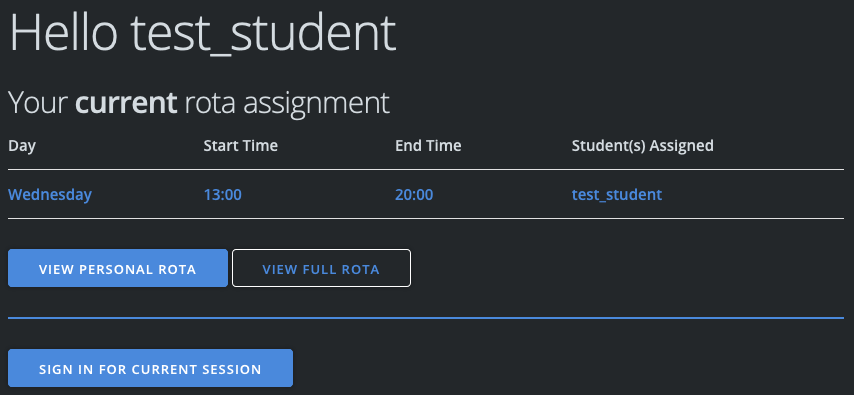 Hello test_student
Your current rota assignment
Day Start Time End Time Student(s) Assigned
Wednesday 13:00 20:00 test_student
VIEW PERSONAL ROTA VIEW FULL ROTA
SIGN IN FOR CURRENT SESSION